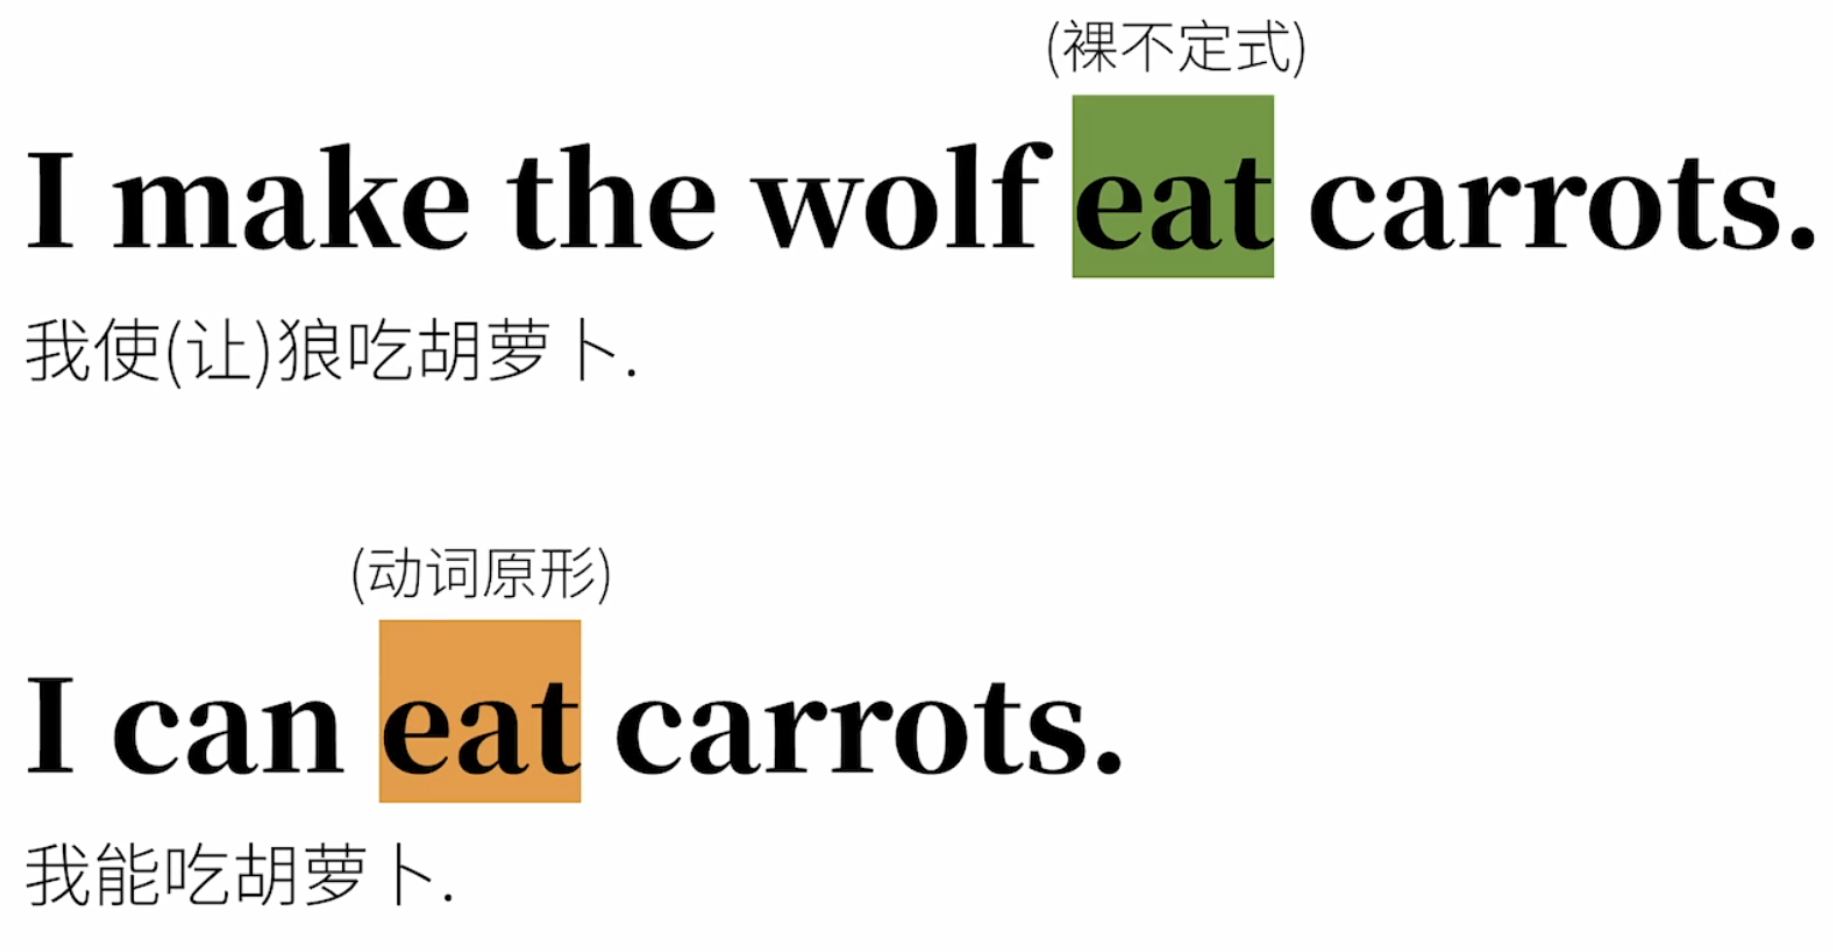 (裸不定式)
I make the wolf eat carrots.
我使(让)狼吃胡萝卜.
(动词原形)
I can eat carrots.
我能吃胡萝卜.